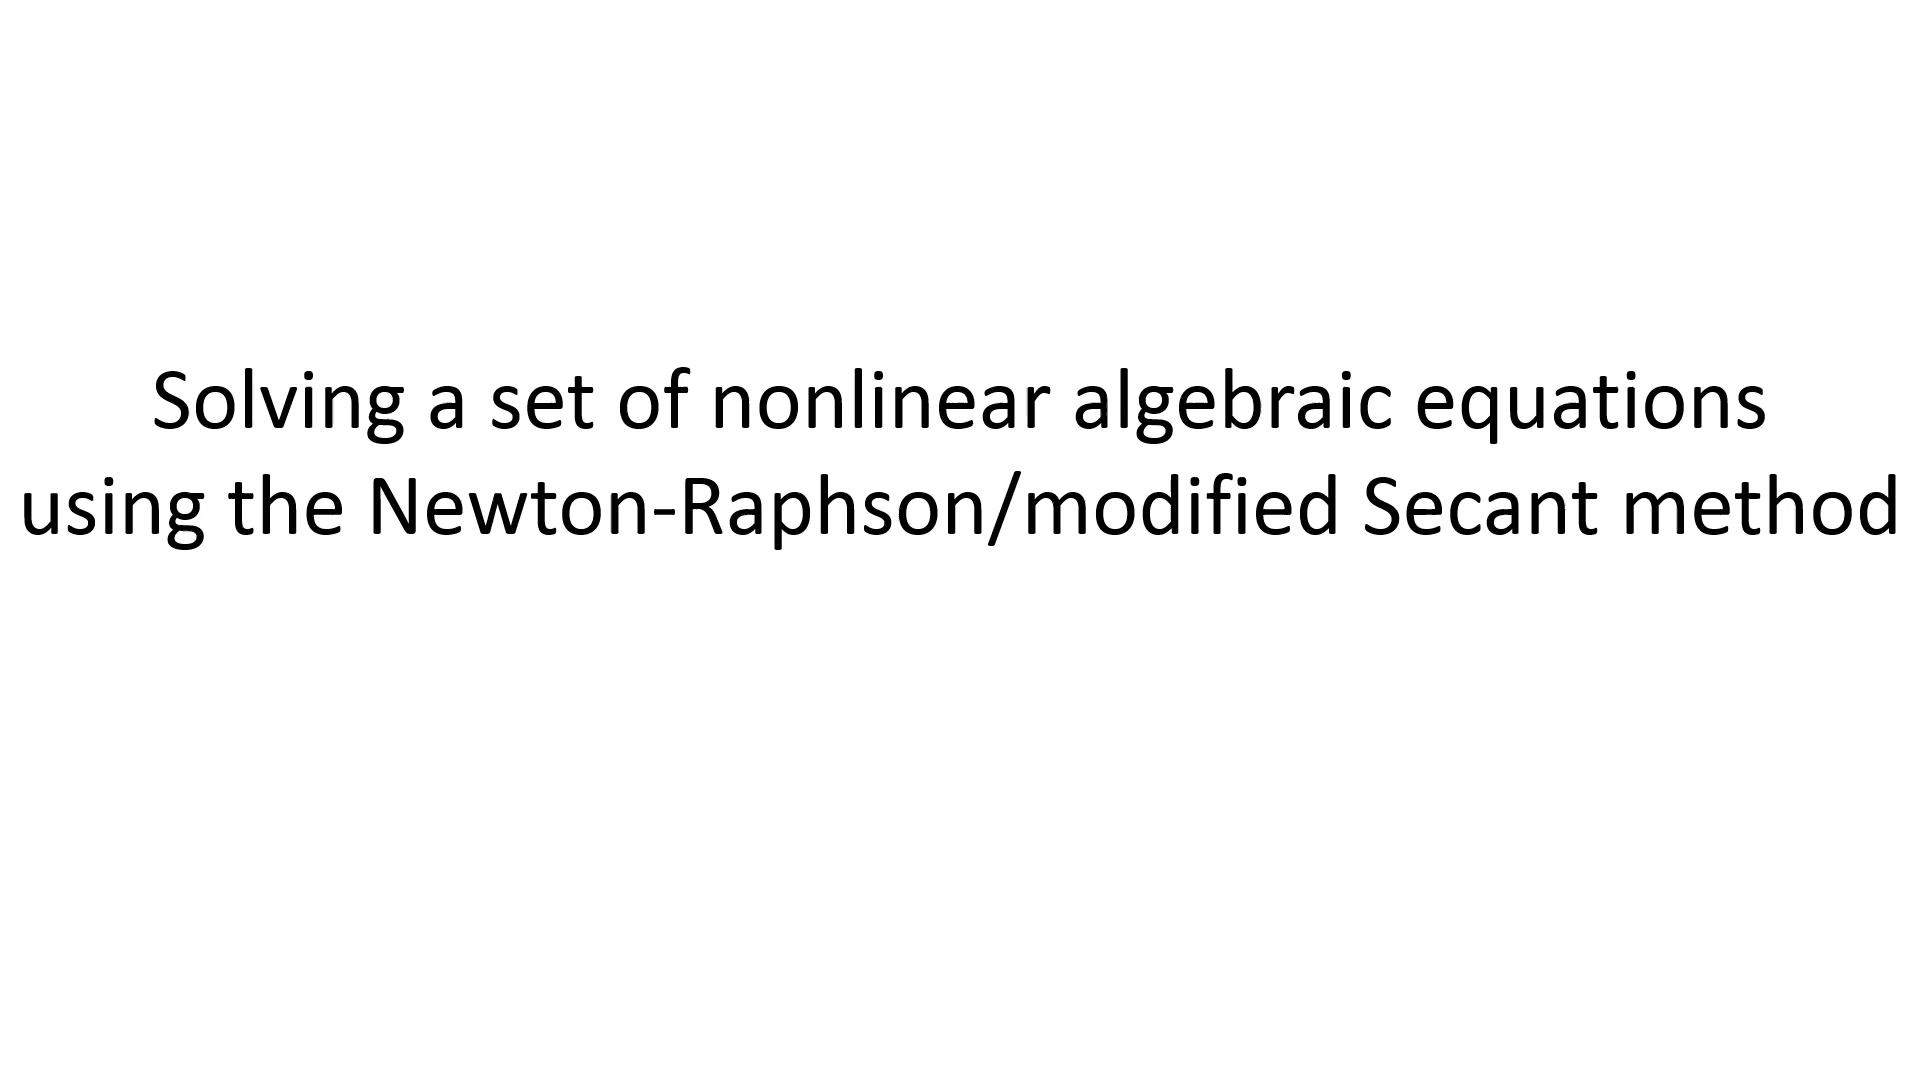 Solving a set of nonlinear algebraic equations
using the Newton-Raphson/modified Secant method